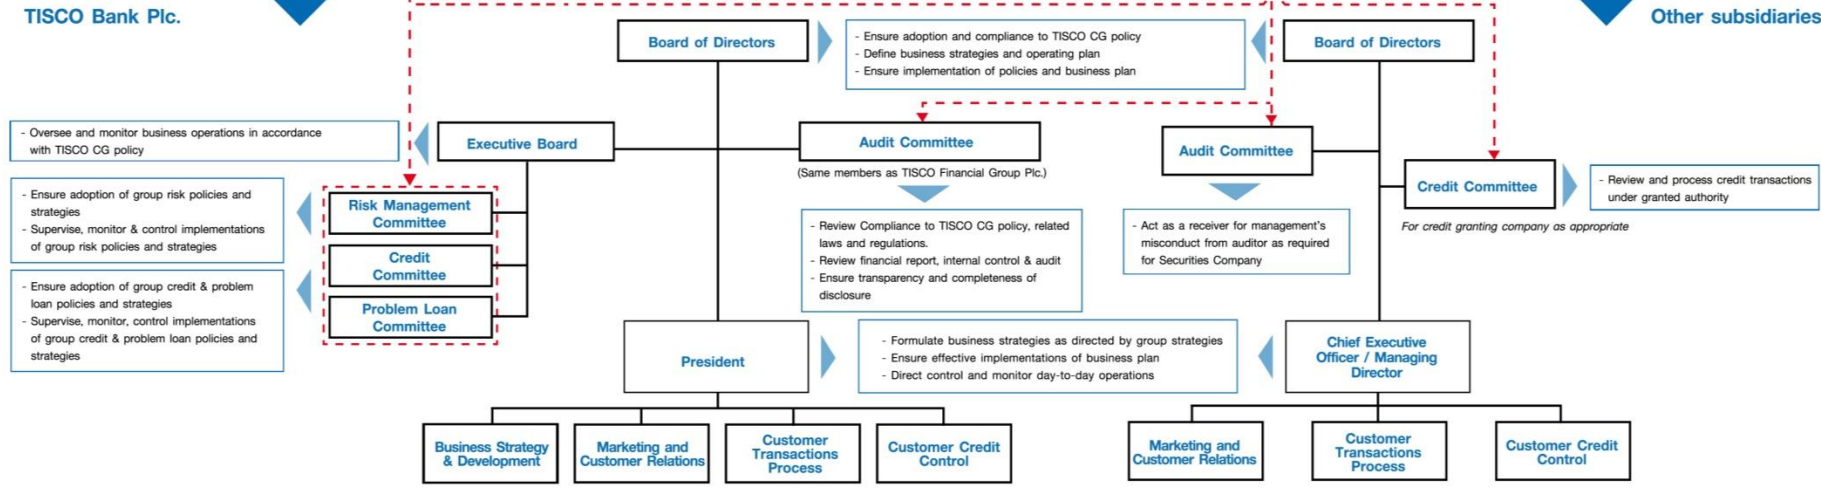 TISCO Bank Plc.
Other subsidiaries
Board of Directors
- Ensure adoption and compliance to TISCO CG policy
- Define business strategies and operating plan
- Ensure implementation of policies and business plan
Board of Directors
- Oversee and monitor business operations in accordance
with TISCO CG policy
Executive Board
Audit Committee
(Same members as TISCO Financial Group Plc.)
Audit Committee
Credit Committee
For credit granting company as appropriate
- Review and process credit transactions
under granted authority
- Ensure adoption of group risk policies and
strategies
- Supervise, monitor & control implementations
of group risk policies and strategies
Risk Management
Committee
- Review Compliance to TISCO CG policy, related
laws and regulations.
- Review financial report, internal control & audit
- Ensure transparency and completeness of
disclosure
- Act as a receiver for management's
misconduct from auditor as required
for Securities Company
Credit
Committee
- Ensure adoption of group credit & problem
loan policies and strategies
- Supervise, monitor, control implementations
of group credit & problem loan policies and
strategies
Problem Loan
Committee
President
- Formulate business strategies as directed by group strategies
- Ensure effective implementations of business plan
- Direct control and monitor day-to-day operations
Chief Executive
Officer / Managing
Director
Business Strategy
& Development
Marketing and
Customer Relations
Customer
Transactions
Process
Customer Credit
Control
Marketing and
Customer Relations
Customer
Transactions
Process
Customer Credit
Control